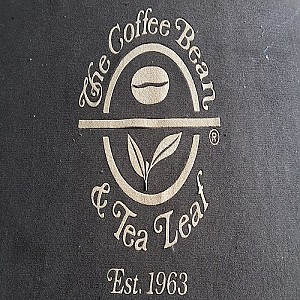 The Coffee Bean
®
& Tea Leaf
Est. 1963